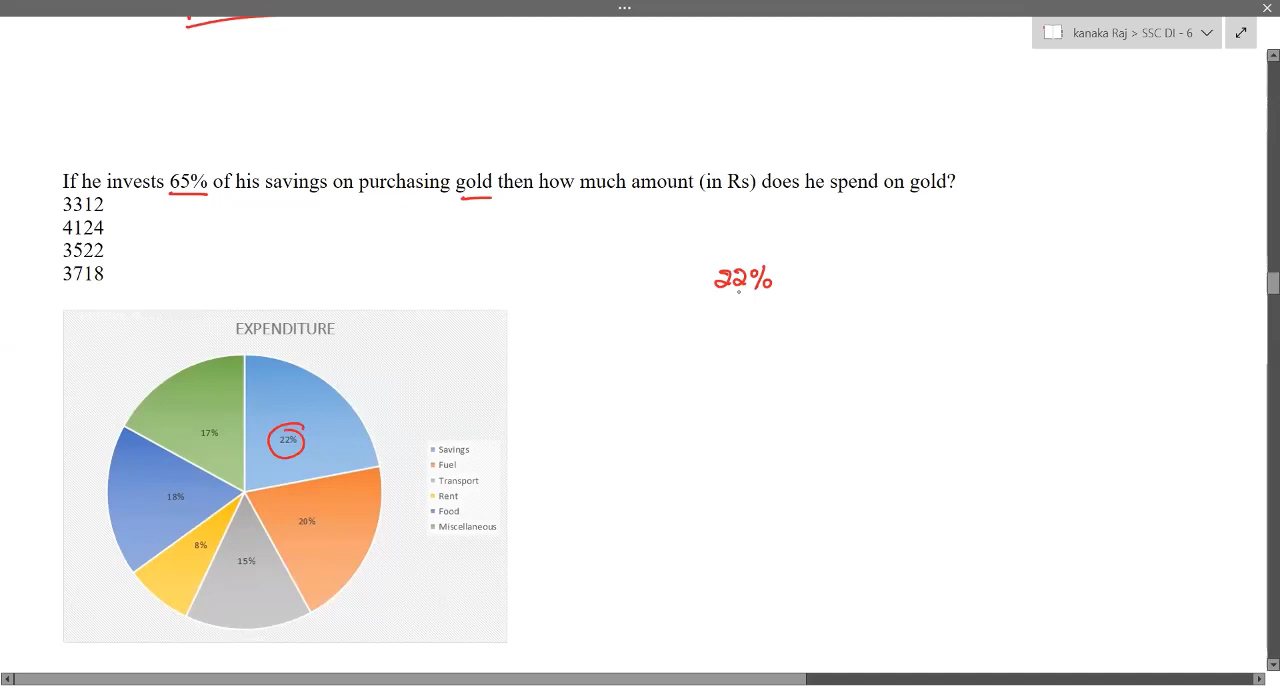 kanaka Raj > SSC DI - 6
If he invests 65% of his savings on purchasing gold then how much amount (in Rs) does he spend on gold?
3312
4124
3522
3718
22%
EXPENDITURE
17%
22%
18%
20%
8%
15%
Savings
Fuel
Transport
Rent
Food
Miscellaneous